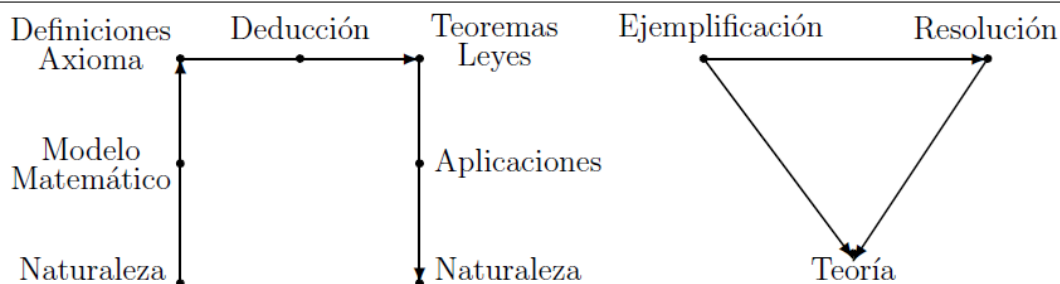 Definiciones
Axioma
Deducción
Teoremas
Leyes
Ejemplificación
Resolución
Modelo
Matemático
Aplicaciones
Naturaleza
Naturaleza
Teoría